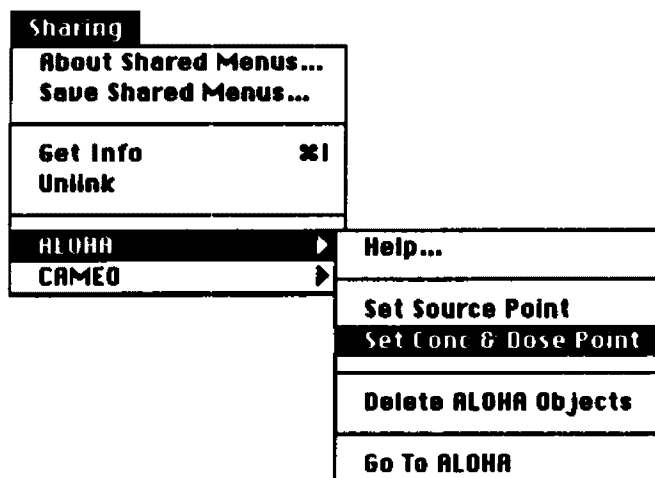 Sharing
About Shared Menus...
Save Shared Menus...
Get Info ⌘I
Unlink
ALOHA
CAMEO
Help...
Set Source Point
Set Conc & Dose Point
Delete ALOHA Objects
Go To ALOHA